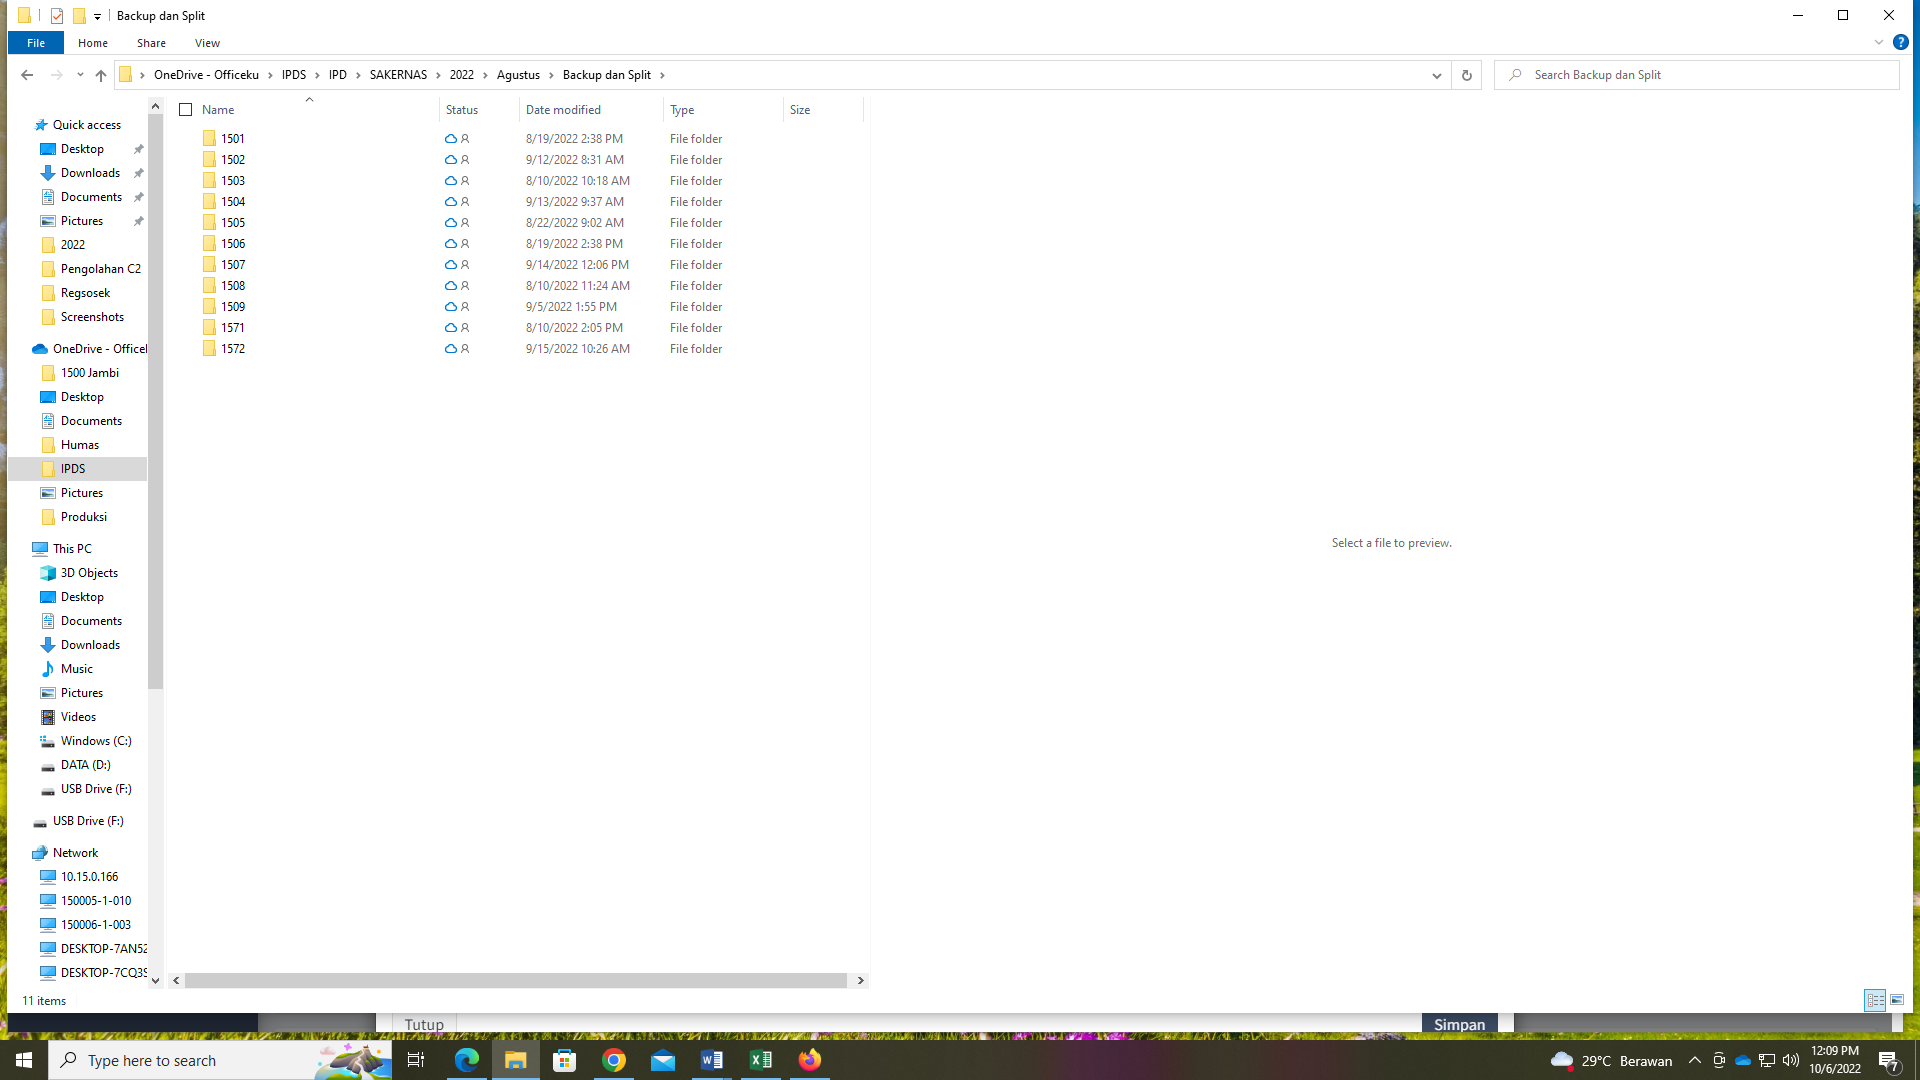 Backup dan Split
File Home Share View
OneDrive - Officeku IPDS IPD SAKERNAS 2022 Agustus Backup dan Split
Search Backup dan Split
Name Status Date modified Type Size
1501 8/19/2022 2:38 PM File folder
1502 9/12/2022 8:31 AM File folder
1503 8/10/2022 10:18 AM File folder
1504 9/13/2022 9:37 AM File folder
1505 8/22/2022 9:02 AM File folder
1506 8/19/2022 2:38 PM File folder
1507 9/14/2022 12:06 PM File folder
1508 8/10/2022 11:24 AM File folder
1509 9/5/2022 1:55 PM File folder
1571 8/10/2022 2:05 PM File folder
1572 9/15/2022 10:26 AM File folder
Quick access
Desktop
Downloads
Documents
Pictures
2022
Pengolahan C2
Regsosek
Screenshots
OneDrive - Officel
1500 Jambi
Desktop
Documents
Humas
IPDS
Pictures
Produksi
This PC
3D Objects
Desktop
Documents
Downloads
Music
Pictures
Videos
Windows (C:)
DATA (D:)
USB Drive (F:)
USB Drive (F:)
Network
10.15.0.166
150005-1-010
150006-1-003
DESKTOP-7AN52
DESKTOP-7CQ3S
Select a file to preview.
11 items
Tutup
Simpan
Type here to search
29°C Berawan
12:09 PM
10/6/2022
7